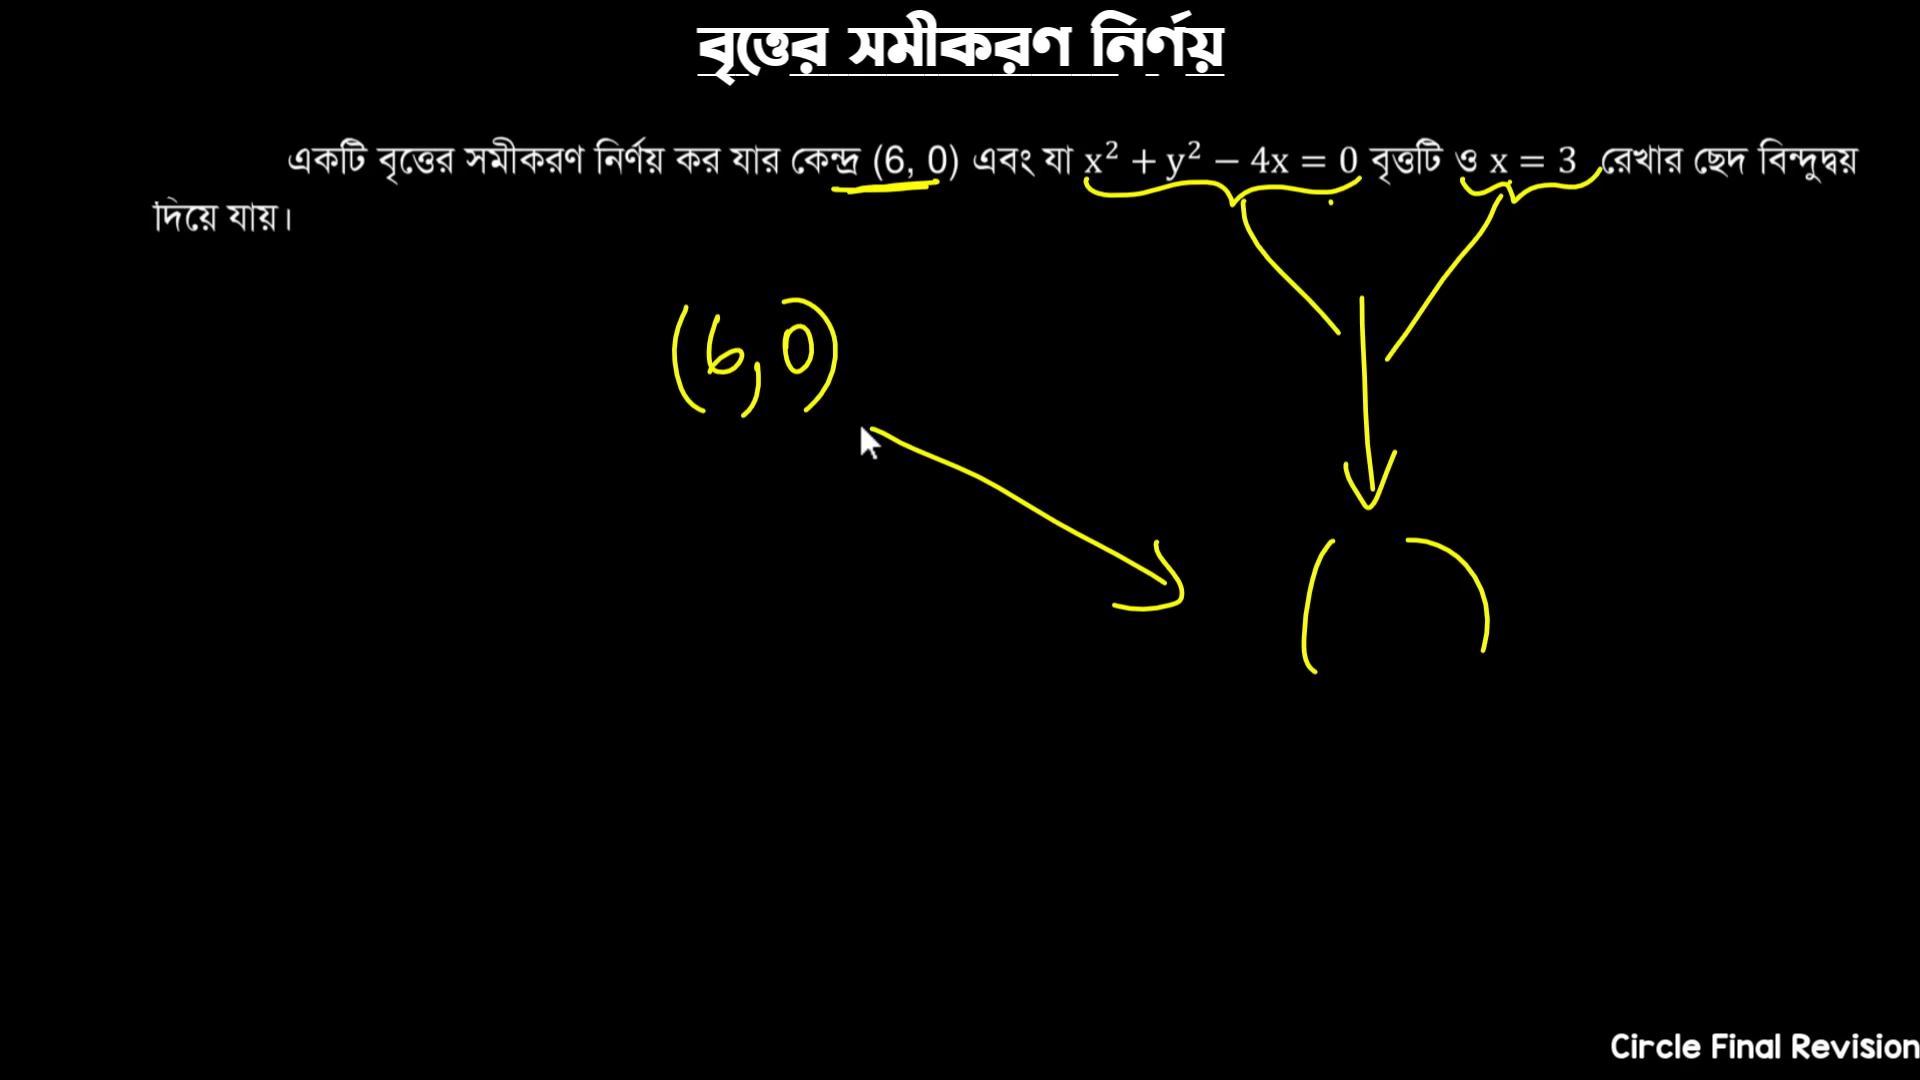 বৃত্তের সমীকরণ নির্ণয়
একটি বৃত্তের সমীকরণ নির্ণয় কর যার কেন্দ্র (6, 0) এবং যা x² + y² − 4x = 0 বৃত্তটি ও x = 3 রেখার ছেদ বিন্দুদ্বয়
দিয়ে যায়।
(6,0)
( )
Circle Final Revision